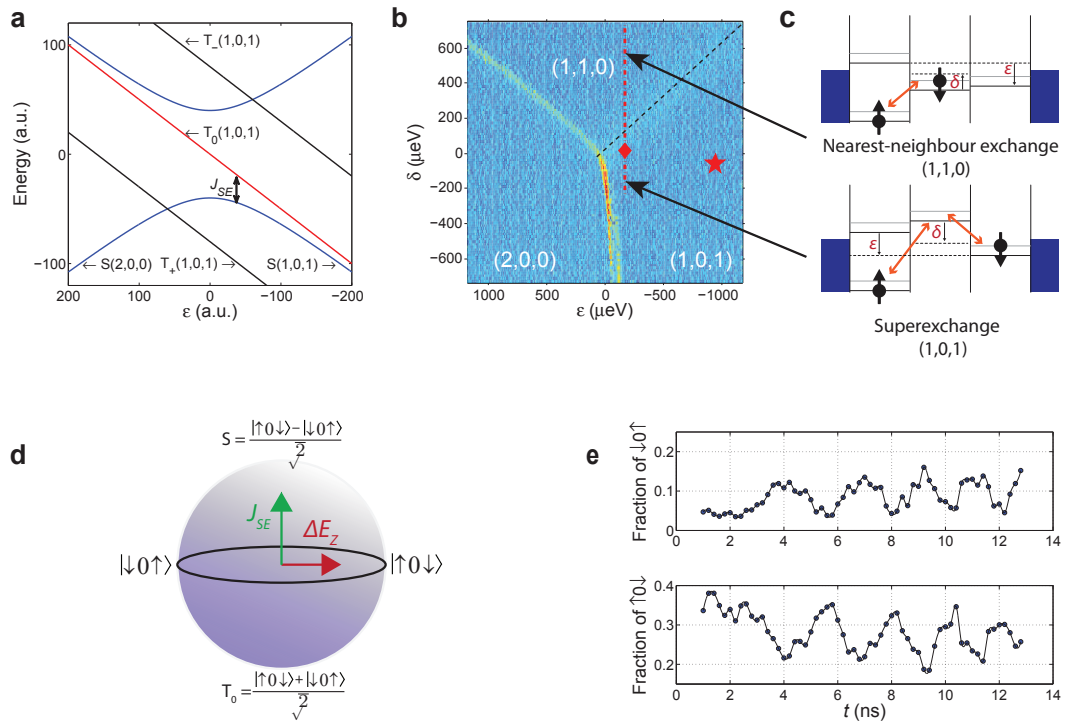 a
Energy (a.u.)
100
0
−100
← T_(1,0,1)
← T0(1,0,1)
JSE
← S(2,0,0)
T+(1,0,1) →
S(1,0,1) →
200
100
0
−100
−200
ε (a.u.)
b
δ (μeV)
600
400
200
0
−200
−400
−600
(1,1,0)
(2,0,0)
(1,0,1)
1000
500
0
−500
−1000
ε (μeV)
c
ε
δ
Nearest-neighbour exchange
(1,1,0)
ε
δ
Superexchange
(1,0,1)
d
S = |↑0↓⟩−|↓0↑⟩ / √2
JSE
ΔEZ
|↓0↑⟩
|↑0↓⟩
T0 = |↑0↓⟩+|↓0↑⟩ / √2
e
Fraction of ↓0↑
0.2
0.1
0
0 2 4 6 8 10 12 14
Fraction of ↑0↓
0.4
0.3
0.2
0 2 4 6 8 10 12 14
t (ns)